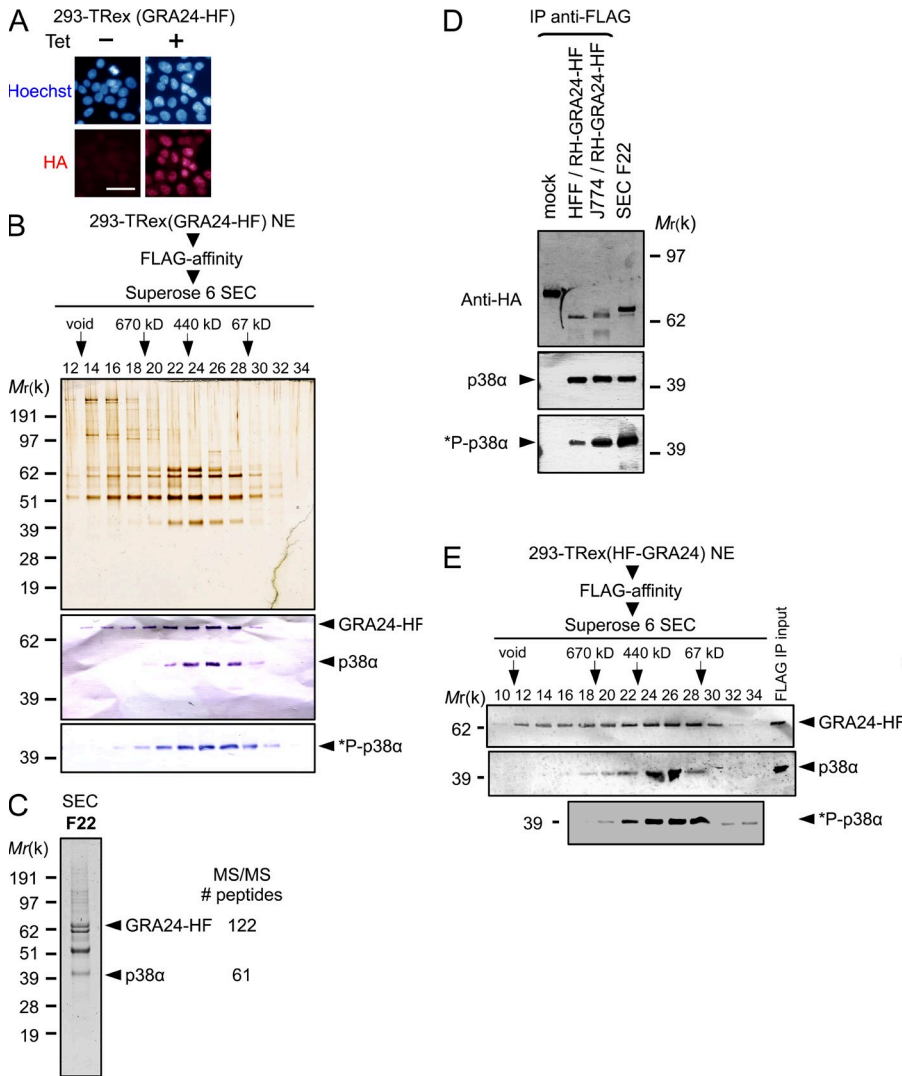 A
293-TRex (GRA24-HF)
Tet − +
Hoechst
HA
B
293-TRex(GRA24-HF) NE
FLAG-affinity
Superose 6 SEC
void 670 kD 440 kD 67 kD
12 14 16 18 20 22 24 26 28 30 32 34
Mr(k)
191
97
62
51
39
28
19
GRA24-HF
62
p38α
39
39
*P-p38α
C
SEC
F22
Mr(k)
MS/MS
# peptides
191
97
GRA24-HF 122
62
51
p38α 61
39
28
19
D
IP anti-FLAG
mock
HFF / RH-GRA24-HF
J774 / RH-GRA24-HF
SEC F22
Mr(k)
97
Anti-HA
62
p38α
39
*P-p38α
39
E
293-TRex(HF-GRA24) NE
FLAG-affinity
Superose 6 SEC
void 670 kD 440 kD 67 kD
FLAG IP input
Mr(k) 10 12 14 16 18 20 22 24 26 28 30 32 34
62
GRA24-HF
39
p38α
39
*P-p38α